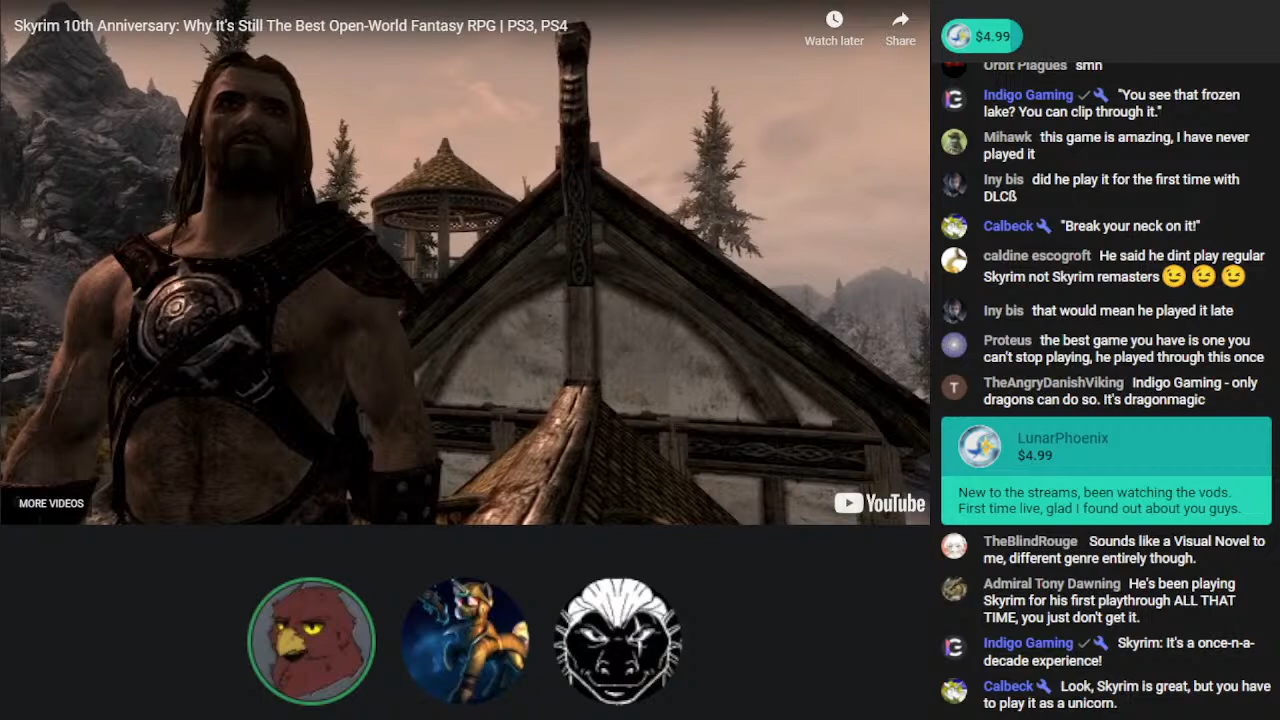 Skyrim 10th Anniversary: Why It's Still The Best Open-World Fantasy RPG | PS3, PS4
Watch later
Share
MORE VIDEOS
YouTube
$4.99
Orbit Plagues smn
Indigo Gaming "You see that frozen
lake? You can clip through it."
Mihawk this game is amazing, I have never
played it
Iny bis did he play it for the first time with
DLCß
Calbeck "Break your neck on it!"
caldine escogroft He said he dint play regular
Skyrim not Skyrim remasters😉😉😉
Iny bis that would mean he played it late
Proteus the best game you have is one you
can't stop playing, he played through this once
T
TheAngryDanishViking Indigo Gaming - only
dragons can do so. It's dragonmagic
LunarPhoenix
$4.99
New to the streams, been watching the vods.
First time live, glad I found out about you guys.
TheBlindRouge Sounds like a Visual Novel to
me, different genre entirely though.
Admiral Tony Dawning He's been playing
Skyrim for his first playthrough ALL THAT
TIME, you just don't get it.
Indigo Gaming Skyrim: It's a once-n-a-
decade experience!
Calbeck Look, Skyrim is great, but you have
to play it as a unicorn.